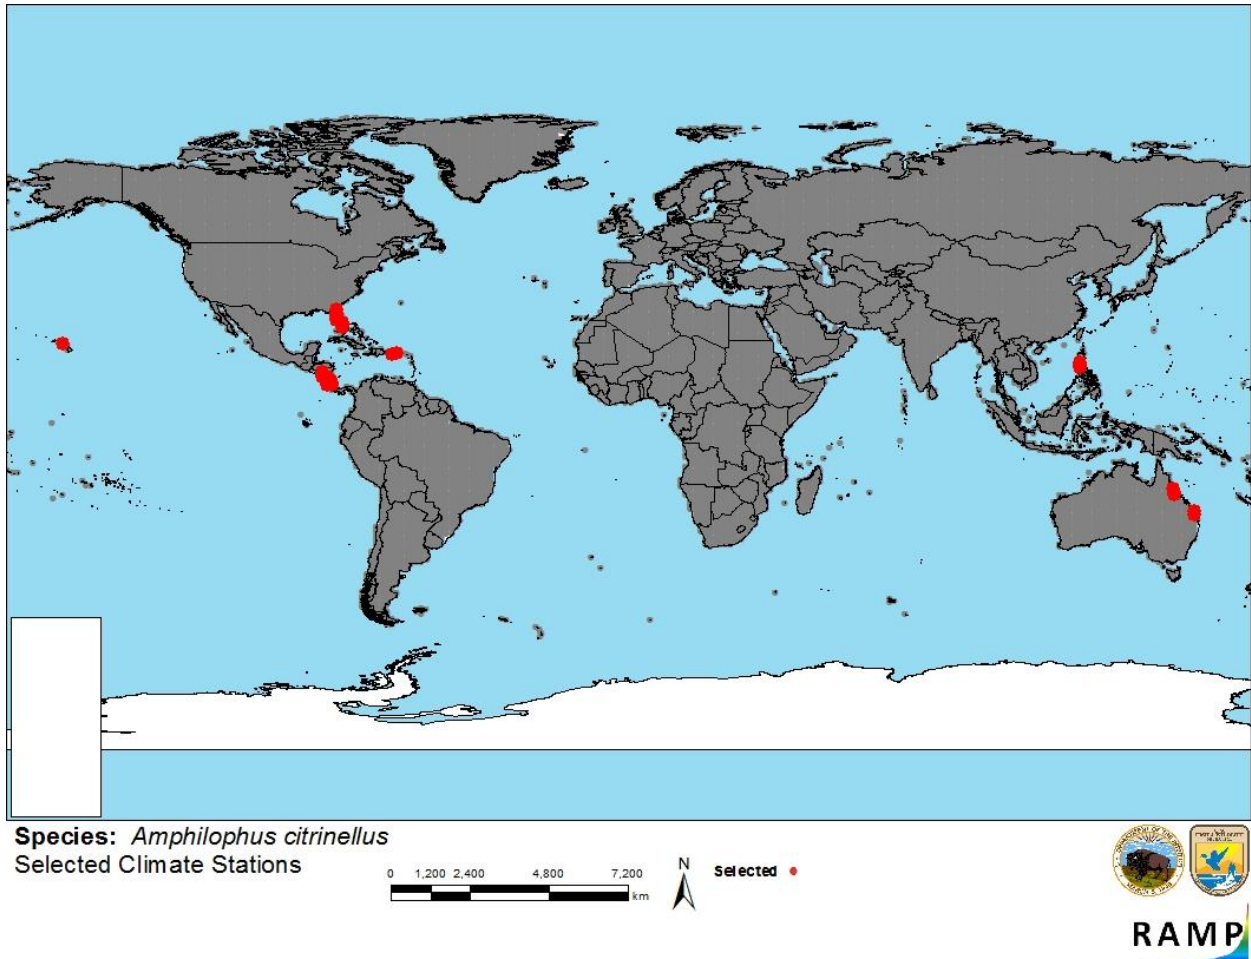 Species: Amphilophus citrinellus
Selected Climate Stations
0 1,200 2,400 4,800 7,200
km
N
Selected
RAMP